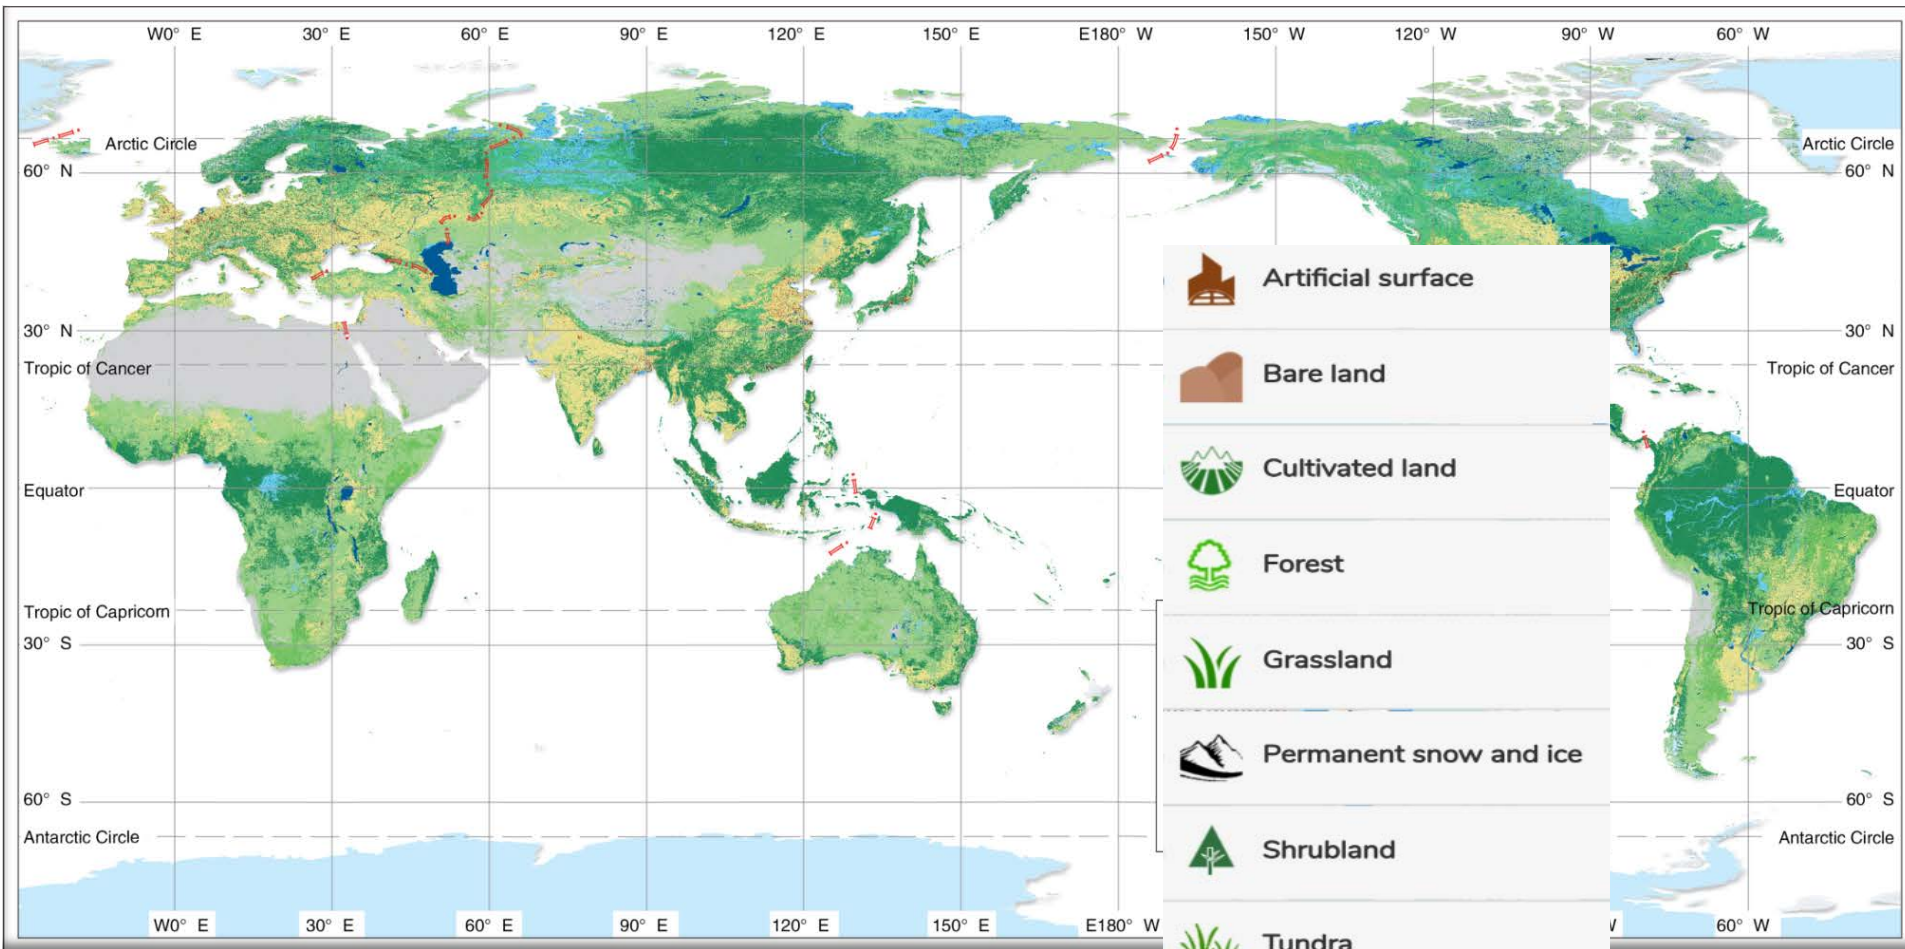 W0° E 30° E 60° E 90° E 120° E 150° E E180° W 150° W 120° W 90° W 60° W
Arctic Circle Arctic Circle
60° N 60° N
Artificial surface
30° N 30° N
Tropic of Cancer Tropic of Cancer
Bare land
Cultivated land
Equator Equator
Forest
Tropic of Capricorn Tropic of Capricorn
30° S 30° S
Grassland
Permanent snow and ice
60° S 60° S
Antarctic Circle Antarctic Circle
Shrubland
W0° E 30° E 60° E 90° E 120° E 150° E E180° W W 60° W
Tundra